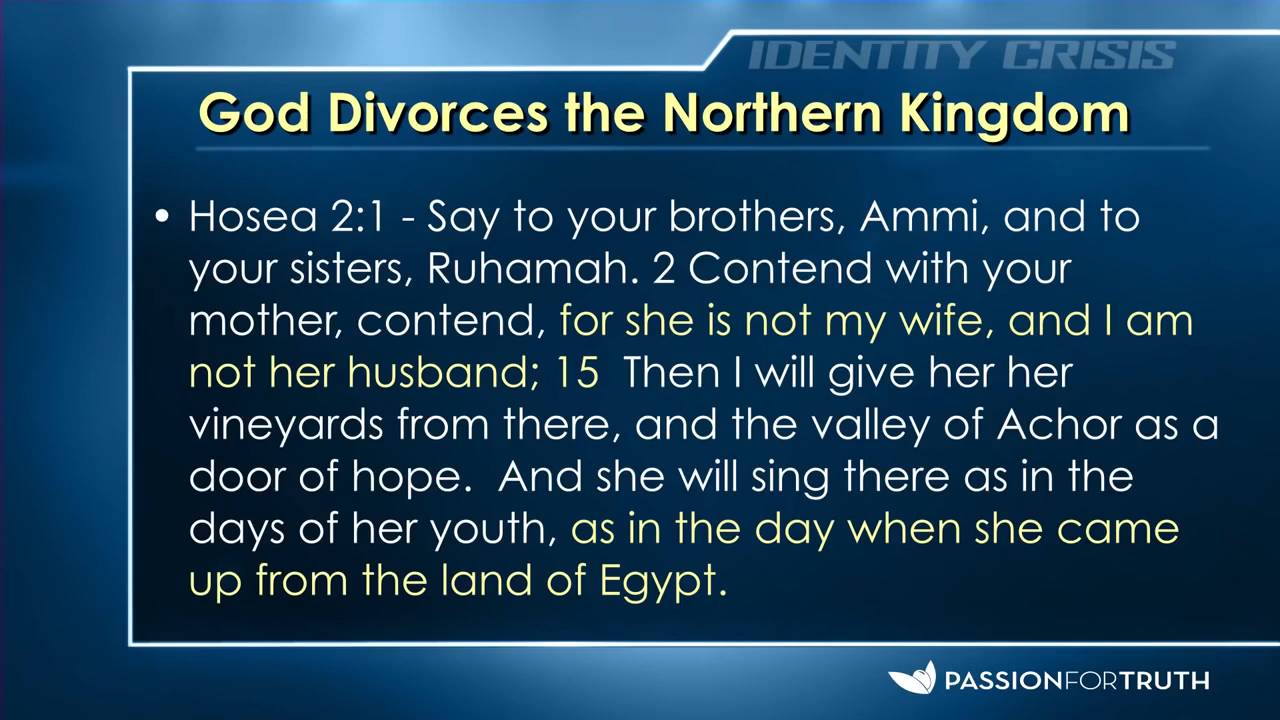 IDENTITY CRISIS
God Divorces the Northern Kingdom
• Hosea 2:1 - Say to your brothers, Ammi, and to
your sisters, Ruhamah. 2 Contend with your
mother, contend, for she is not my wife, and I am
not her husband; 15  Then I will give her her
vineyards from there, and the valley of Achor as a
door of hope.  And she will sing there as in the
days of her youth, as in the day when she came
up from the land of Egypt.
PASSIONFORTRUTH